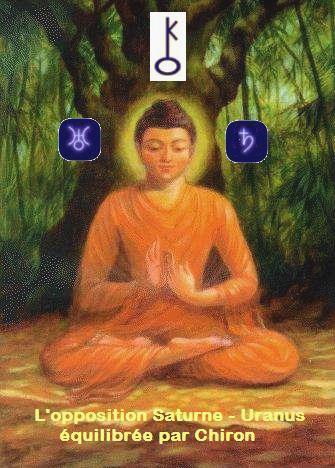 L'opposition Saturne - Uranus
équilibrée par Chiron